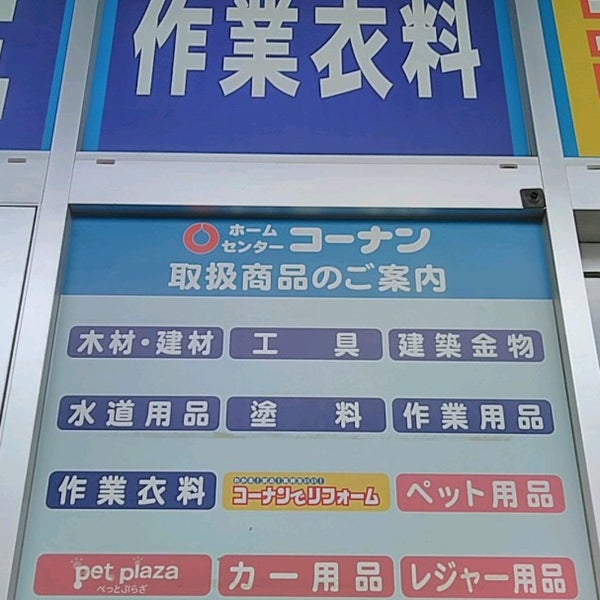 作業衣料
ホームセンター コーナン
取扱商品のご案内
木材・建材 工具 建築金物
水道用品 塗料 作業用品
作業衣料 コーナンでリフォーム ペット用品
pet plaza カー用品 レジャー用品
ぺっとぷらざ